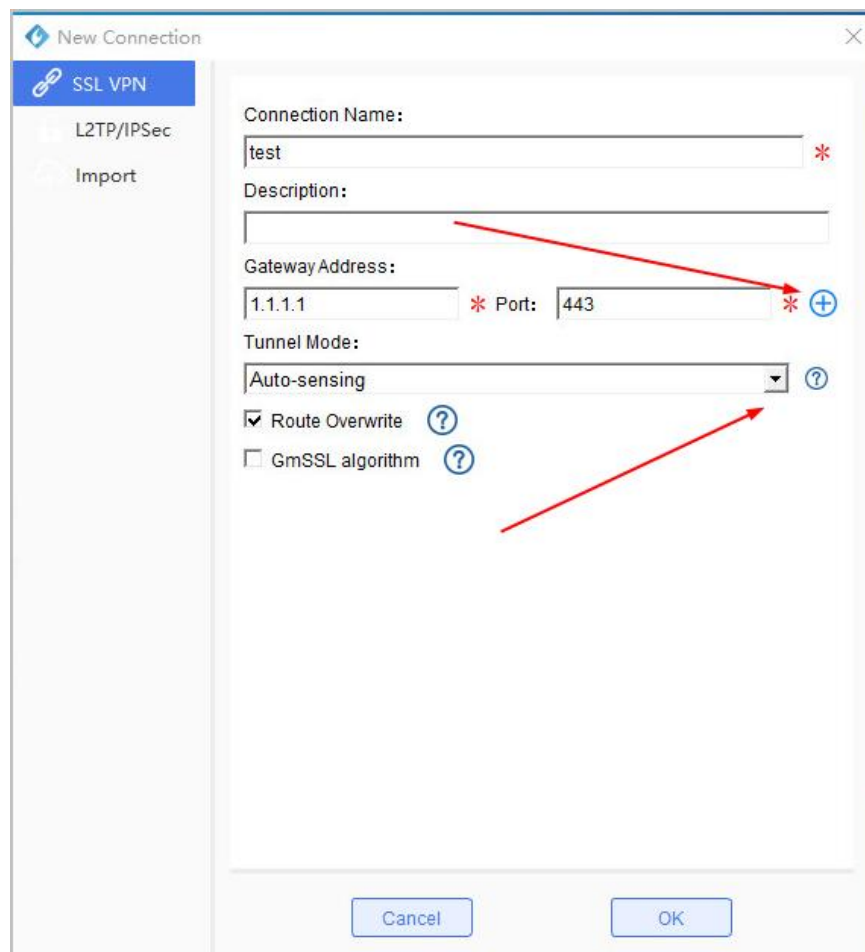 New Connection
SSL VPN
L2TP/IPSec
Import
Connection Name:
test *
Description:
Gateway Address:
1.1.1.1 * Port: 443 *
Tunnel Mode:
Auto-sensing ?
Route Overwrite ?
GmSSL algorithm ?
Cancel OK